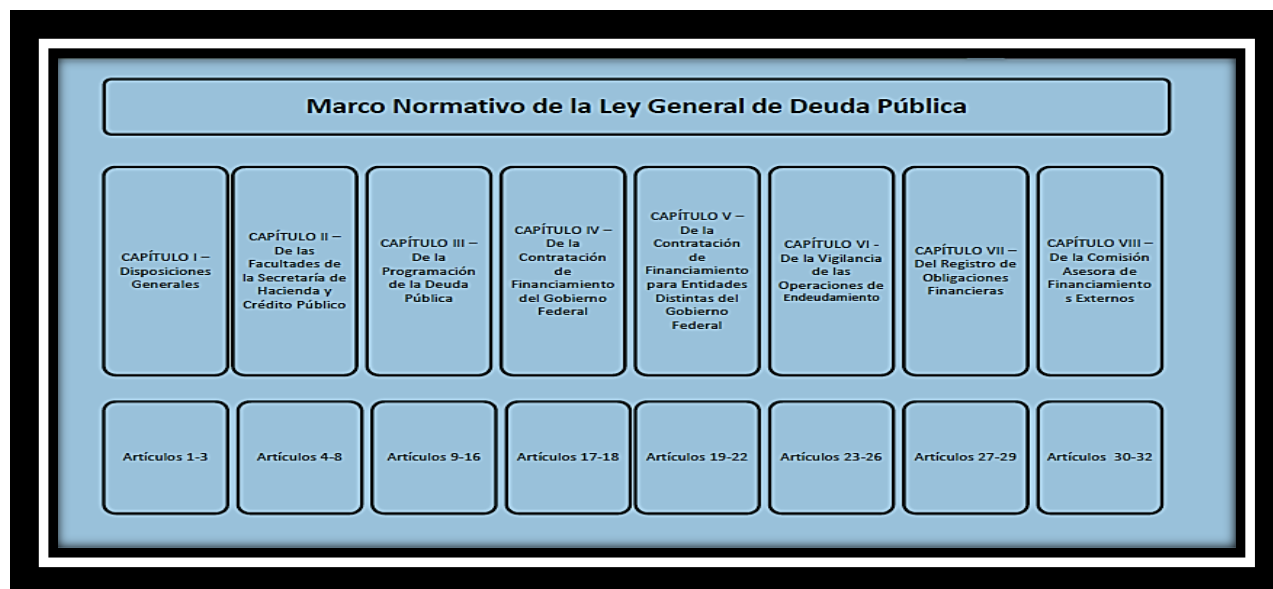 Marco Normativo de la Ley General de Deuda Pública
CAPÍTULO I –
Disposiciones
Generales
CAPÍTULO II –
De las
Facultades de
la Secretaría de
Hacienda y
Crédito Público
CAPÍTULO III –
De la
Programación
de la Deuda
Pública
CAPÍTULO IV –
De la
Contratación
de
Financiamiento
del Gobierno
Federal
CAPÍTULO V –
De la
Contratación
de
Financiamiento
para Entidades
Distintas del
Gobierno
Federal
CAPÍTULO VI -
De la Vigilancia
de las
Operaciones de
Endeudamiento
CAPÍTULO VII –
Del Registro de
Obligaciones
Financieras
CAPÍTULO VIII –
De la Comisión
Asesora de
Financiamiento
s Externos
Artículos 1-3
Artículos 4-8
Artículos 9-16
Artículos 17-18
Artículos 19-22
Artículos 23-26
Artículos 27-29
Artículos  30-32